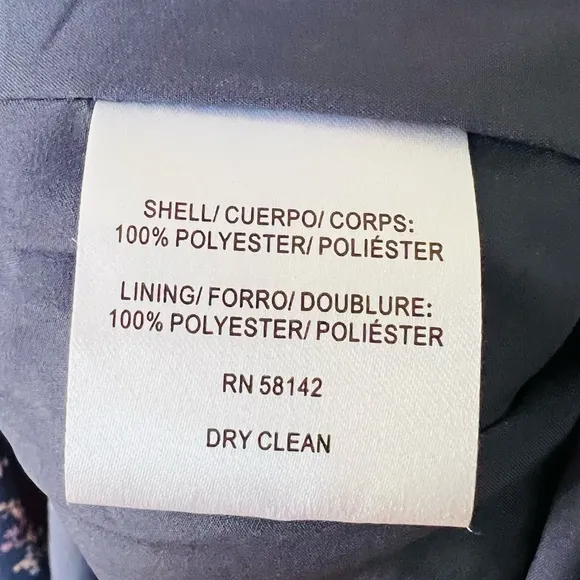 SHELL/ CUERPO/ CORPS:
100% POLYESTER/ POLIÉSTER
LINING/ FORRO/ DOUBLURE:
100% POLYESTER/ POLIÉSTER
RN 58142
DRY CLEAN